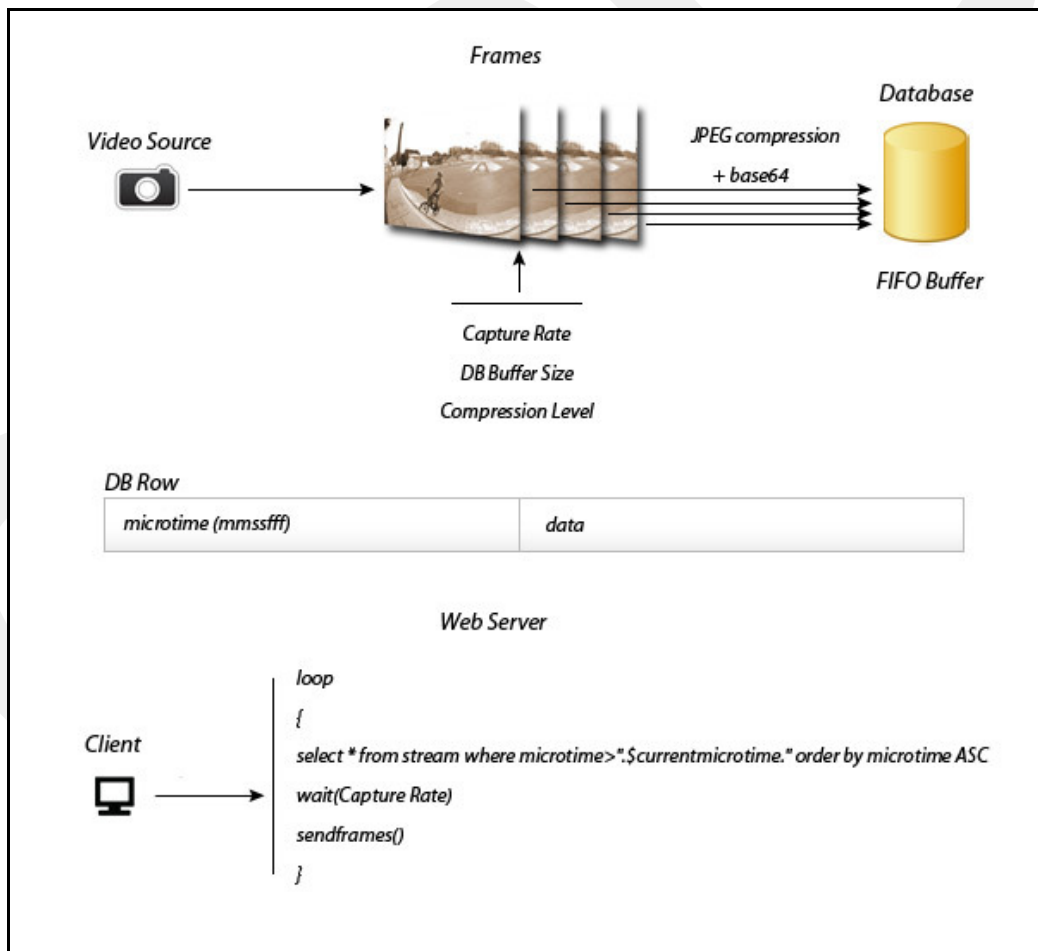 Frames
Database
Video Source
JPEG compression
+ base64
FIFO Buffer
Capture Rate
DB Buffer Size
Compression Level
DB Row
microtime (mmssfff)
data
Web Server
Client
loop
{
select * from stream where microtime>".$currentmicrotime." order by microtime ASC
wait(Capture Rate)
sendframes()
}